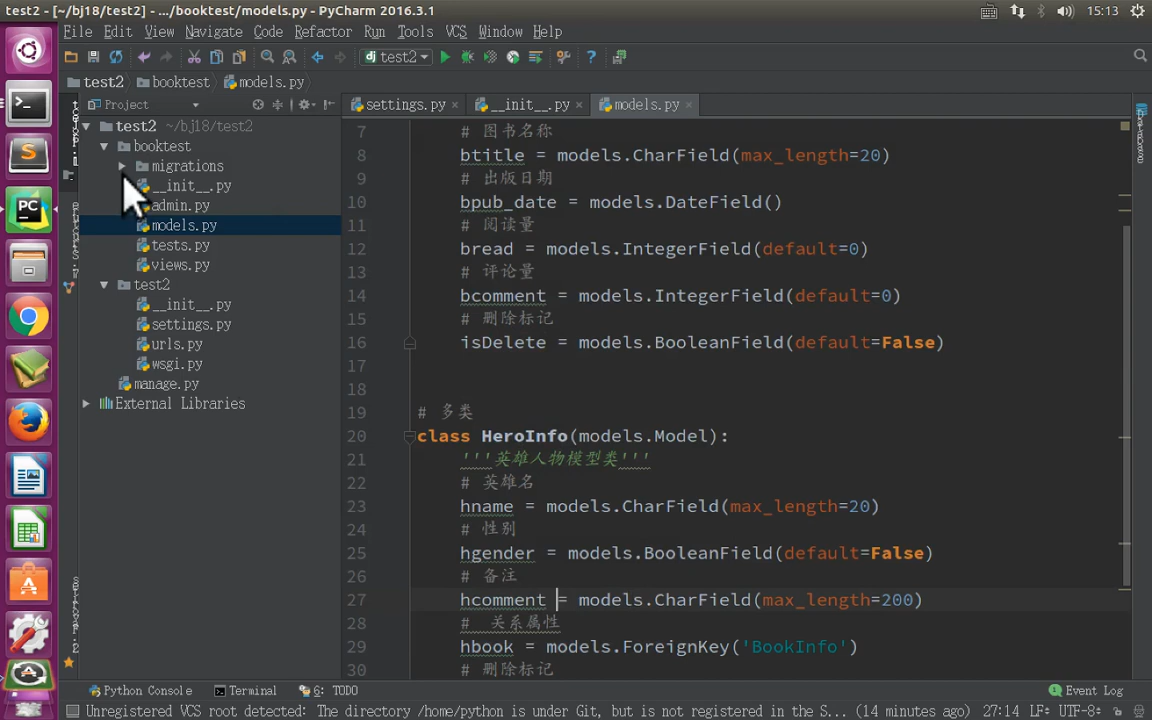 test2 - [~/bj18/test2] - .../booktest/models.py - PyCharm 2016.3.1
15:13
File Edit View Navigate Code Refactor Run Tools VCS Window Help
test2
test2 booktest models.py
Project
settings.py × __init__.py × models.py ×
test2 ~/bj18/test2
booktest
migrations
__init__.py
admin.py
models.py
tests.py
views.py
test2
__init__.py
settings.py
urls.py
wsgi.py
manage.py
External Libraries
7 # 图书名称
8 btitle = models.CharField(max_length=20)
9 # 出版日期
10 bpub_date = models.DateField()
11 # 阅读量
12 bread = models.IntegerField(default=0)
13 # 评论量
14 bcomment = models.IntegerField(default=0)
15 # 删除标记
16 isDelete = models.BooleanField(default=False)
17
18
19 # 多类
20 class HeroInfo(models.Model):
21 '''英雄人物模型类'''
22 # 英雄名
23 hname = models.CharField(max_length=20)
24 # 性别
25 hgender = models.BooleanField(default=False)
26 # 备注
27 hcomment = models.CharField(max_length=200)
28 # 关系属性
29 hbook = models.ForeignKey('BookInfo')
30 # 删除标记
Python Console Terminal 6: TODO Event Log
Unregistered VCS root detected: The directory /home/python is under Git, but is not registered in the S... (14 minutes ago) 27:14 LF÷ UTF-8÷